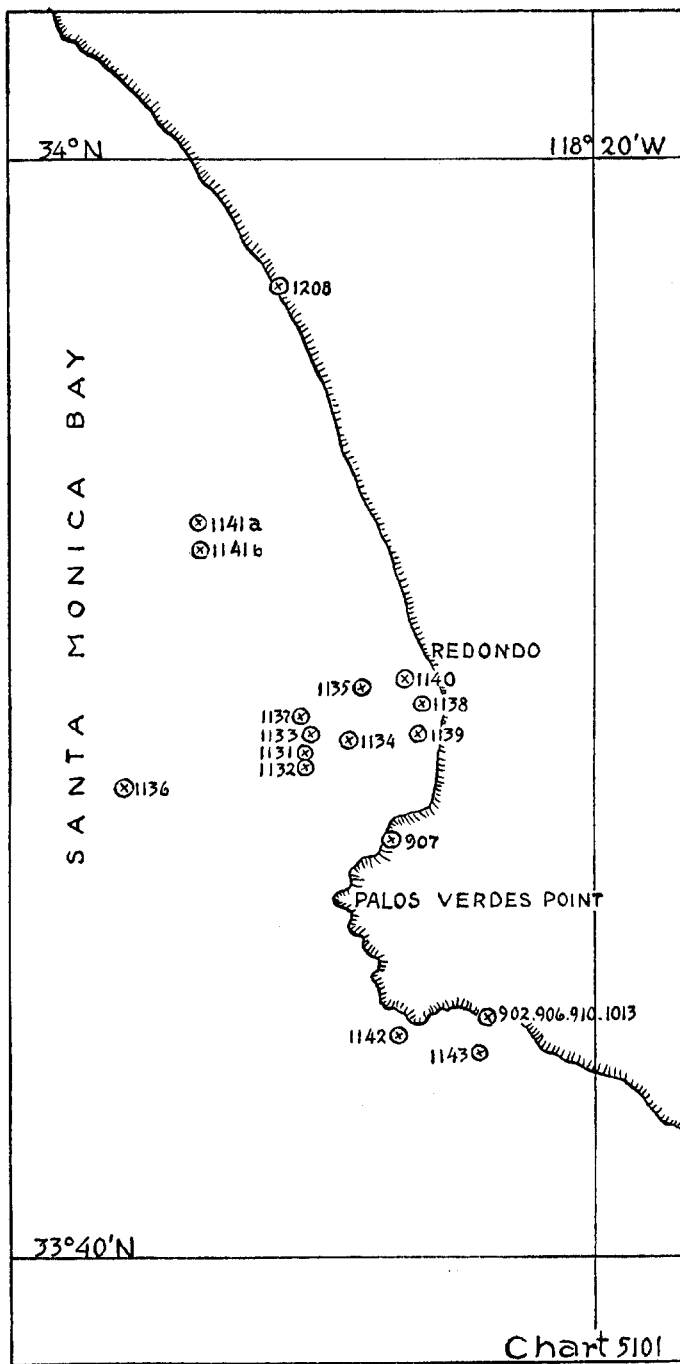 34°N
118°20'W
1208
SANTA MONICA BAY
1141a
1141b
REDONDO
1140
1135
1138
1137
1133
1134
1139
1131
1132
1136
907
PALOS VERDES POINT
902.906.910.1013
1142
1143
33°40'N
Chart 5101